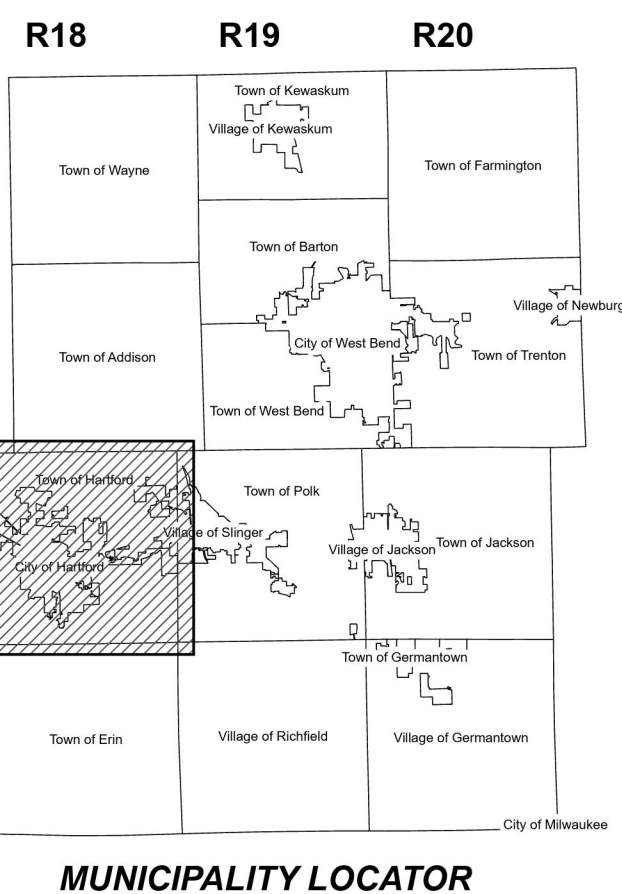 R18 R19 R20
Town of Kewaskum
Village of Kewaskum
Town of Wayne
Town of Farmington
Town of Barton
Village of Newburg
City of West Bend
Town of Addison
Town of Trenton
Town of West Bend
Town of Hartford
Town of Polk
Village of Slinger
Town of Jackson
Village of Jackson
City of Hartford
Town of Germantown
Town of Erin
Village of Richfield
Village of Germantown
City of Milwaukee
MUNICIPALITY LOCATOR